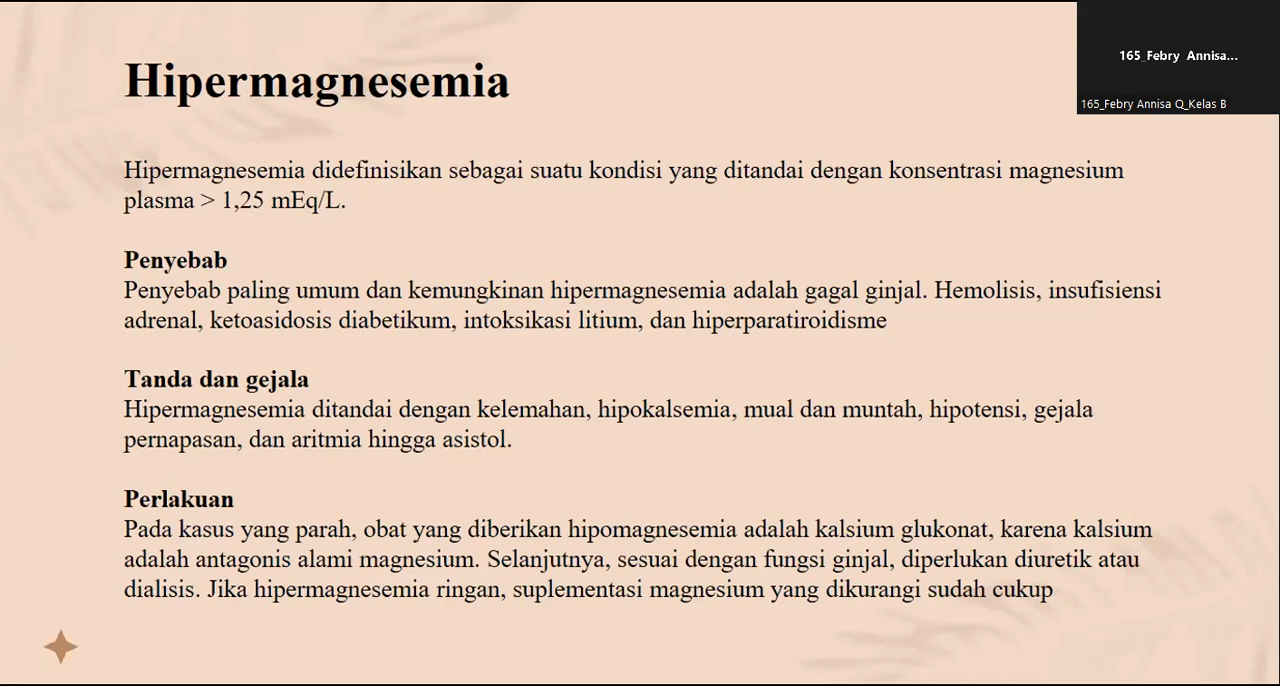 Hipermagnesemia
165_Febry Annisa...
165_Febry Annisa Q_Kelas B
Hipermagnesemia didefinisikan sebagai suatu kondisi yang ditandai dengan konsentrasi magnesium
plasma > 1,25 mEq/L.
Penyebab
Penyebab paling umum dan kemungkinan hipermagnesemia adalah gagal ginjal. Hemolisis, insufisiensi
adrenal, ketoasidosis diabetikum, intoksikasi litium, dan hiperparatiroidisme
Tanda dan gejala
Hipermagnesemia ditandai dengan kelemahan, hipokalsemia, mual dan muntah, hipotensi, gejala
pernapasan, dan aritmia hingga asistol.
Perlakuan
Pada kasus yang parah, obat yang diberikan hipomagnesemia adalah kalsium glukonat, karena kalsium
adalah antagonis alami magnesium. Selanjutnya, sesuai dengan fungsi ginjal, diperlukan diuretik atau
dialisis. Jika hipermagnesemia ringan, suplementasi magnesium yang dikurangi sudah cukup